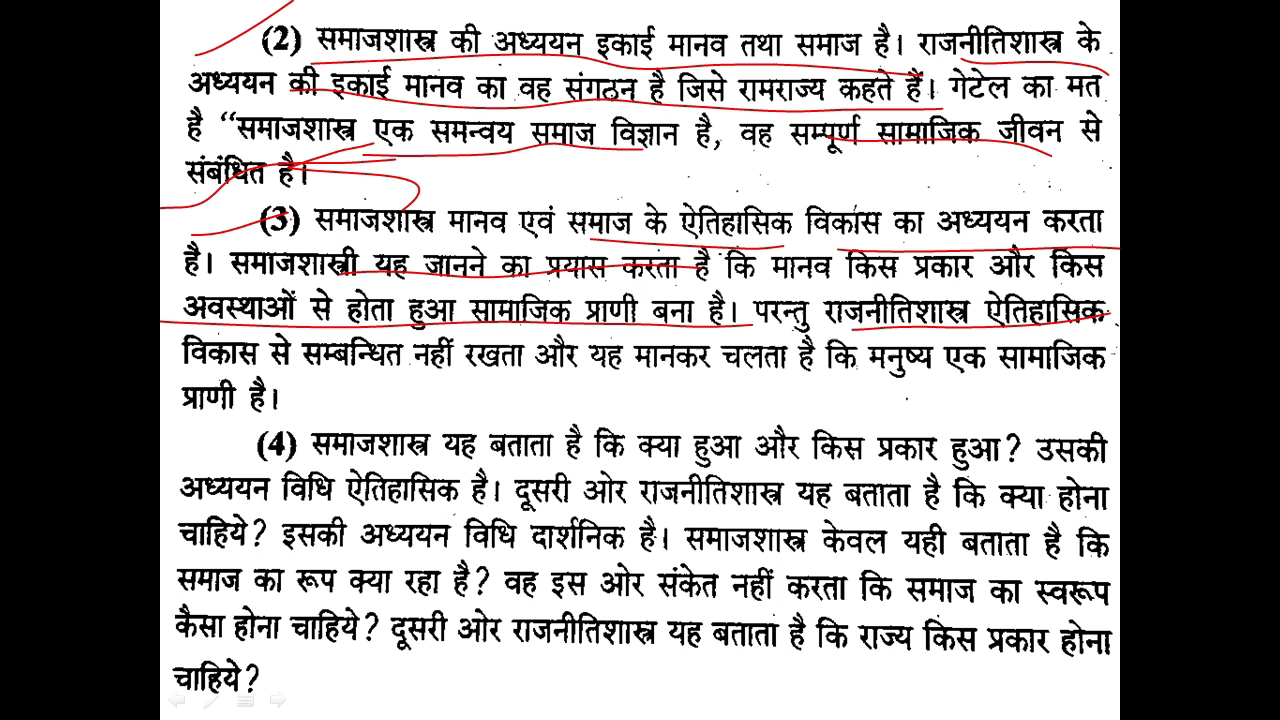 (2) समाजशास्त्र की अध्ययन इकाई मानव तथा समाज है। राजनीतिशास्त्र के
अध्ययन की इकाई मानव का वह संगठन है जिसे रामराज्य कहते हैं। गेटेल का मत
है “समाजशास्त्र एक समन्वय समाज विज्ञान है, वह सम्पूर्ण सामाजिक जीवन से
संबंधित है।
(3) समाजशास्त्र मानव एवं समाज के ऐतिहासिक विकास का अध्ययन करता
है। समाजशास्त्री यह जानने का प्रयास करता है कि मानव किस प्रकार और किस
अवस्थाओं से होता हुआ सामाजिक प्राणी बना है। परन्तु राजनीतिशास्त्र ऐतिहासिक
विकास से सम्बन्धित नहीं रखता और यह मानकर चलता है कि मनुष्य एक सामाजिक
प्राणी है।
(4) समाजशास्त्र यह बताता है कि क्या हुआ और किस प्रकार हुआ? उसकी
अध्ययन विधि ऐतिहासिक है। दूसरी ओर राजनीतिशास्त्र यह बताता है कि क्या होना
चाहिये? इसकी अध्ययन विधि दार्शनिक है। समाजशास्त्र केवल यही बताता है कि
समाज का रूप क्या रहा है? वह इस ओर संकेत नहीं करता कि समाज का स्वरूप
कैसा होना चाहिये? दूसरी ओर राजनीतिशास्त्र यह बताता है कि राज्य किस प्रकार होना
चाहिये?